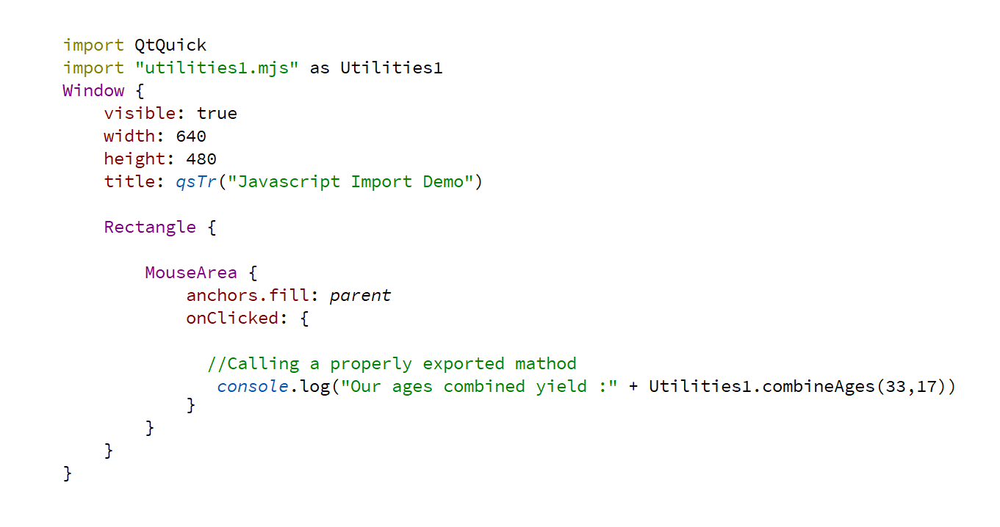 import QtQuick
import "utilities1.mjs" as Utilities1
Window {
    visible: true
    width: 640
    height: 480
    title: qsTr("Javascript Import Demo")

    Rectangle {

        MouseArea {
            anchors.fill: parent
            onClicked: {

              //Calling a properly exported mathod
               console.log("Our ages combined yield :" + Utilities1.combineAges(33,17))
            }
        }
    }
}